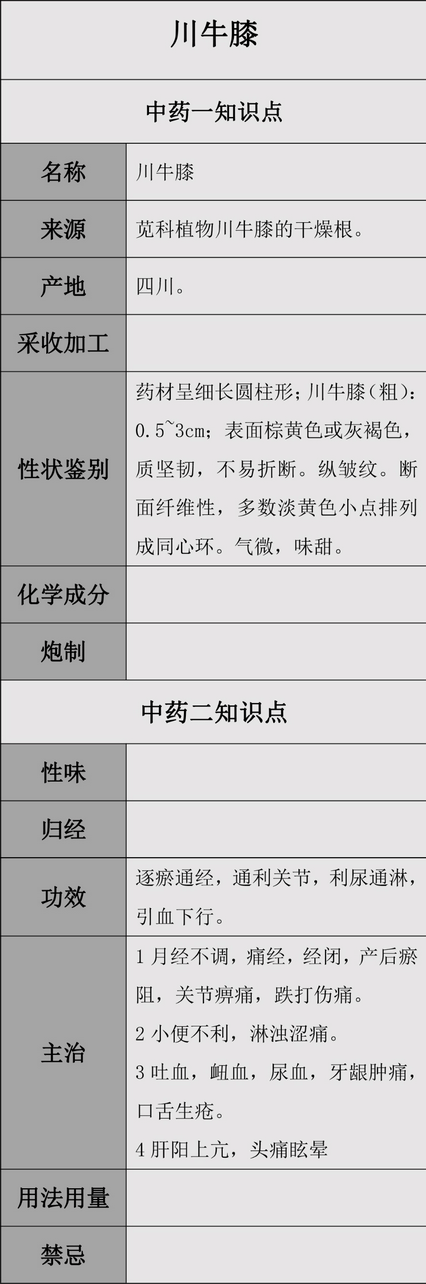 川牛膝
中药一知识点
名称
川牛膝
来源
苋科植物川牛膝的干燥根。
产地
四川。
采收加工
性状鉴别
药材呈细长圆柱形；川牛膝（粗）：
0.5~3cm；表面棕黄色或灰褐色，
质坚韧，不易折断。纵皱纹。断
面纤维性，多数淡黄色小点排列
成同心环。气微，味甜。
化学成分
炮制
中药二知识点
性味
归经
功效
逐瘀通经，通利关节，利尿通淋，
引血下行。
主治
1 月经不调，痛经，经闭，产后瘀
阻，关节痹痛，跌打伤痛。
2 小便不利，淋浊涩痛。
3 吐血，衄血，尿血，牙龈肿痛，
口舌生疮。
4 肝阳上亢，头痛眩晕
用法用量
禁忌